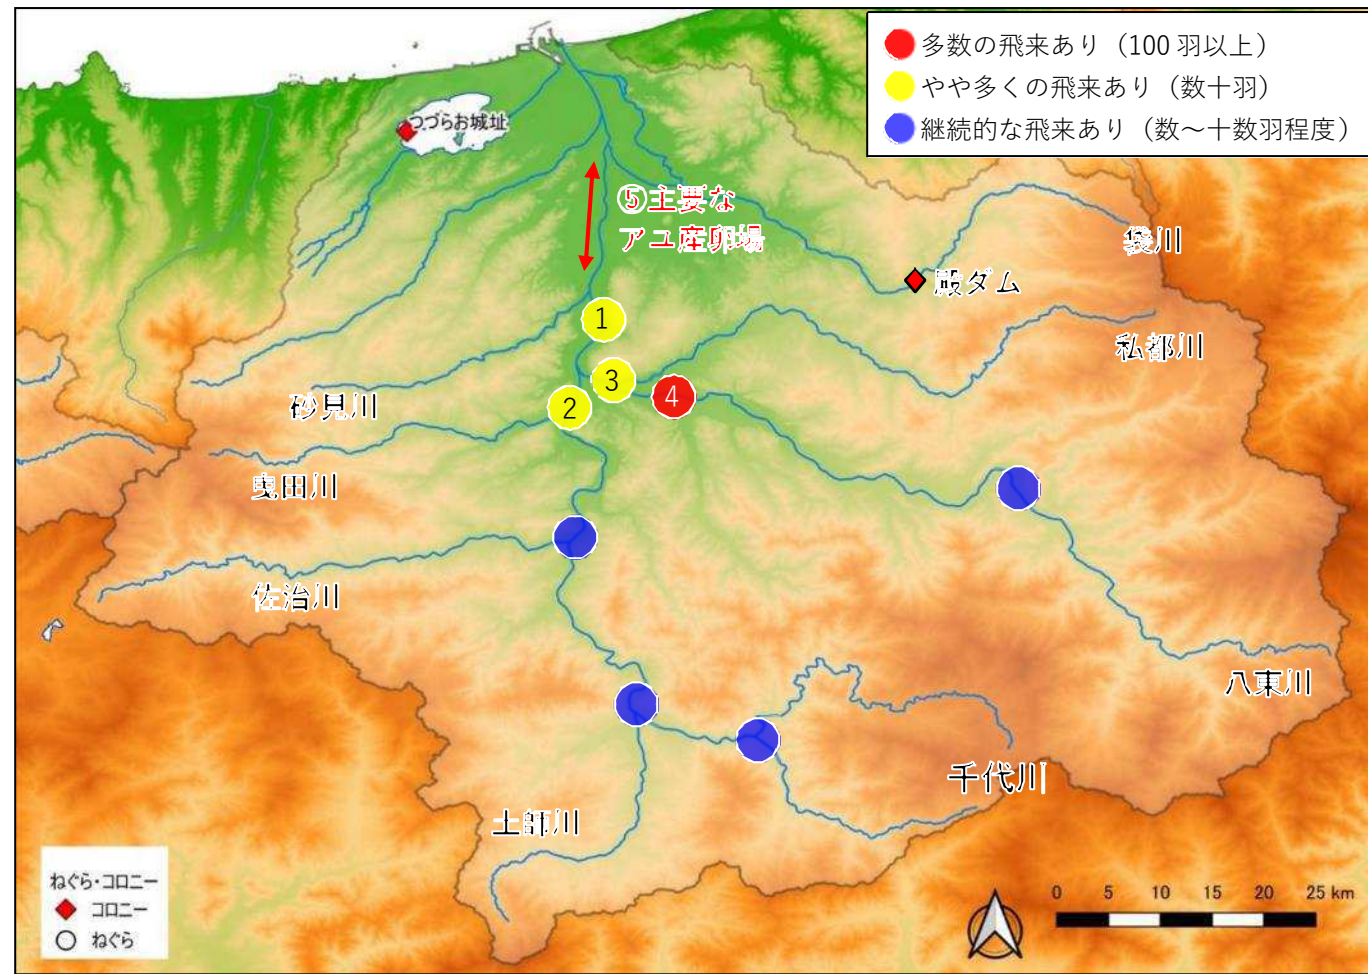 多数の飛来あり（100 羽以上）
やや多くの飛来あり（数十羽）
継続的な飛来あり（数～十数羽程度）
つづらお城址
⑤主要な
アユ産卵場
袋川
殿ダム
1
私都川
3
4
2
砂見川
曳田川
佐治川
八東川
千代川
土師川
ねぐら・コロニー
コロニー
ねぐら
0 5 10 15 20 25 km